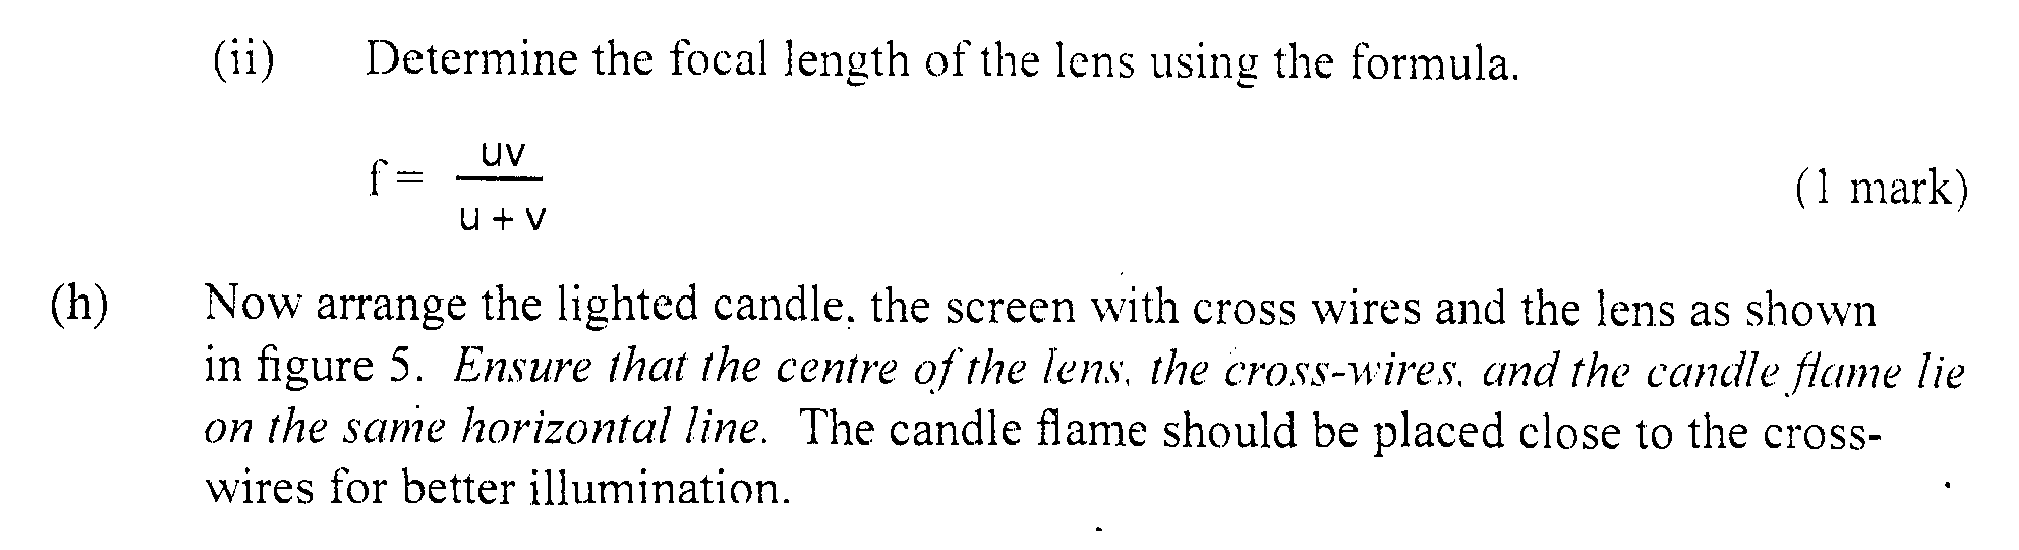 (ii) Determine the focal length of the lens using the formula.
f = uv / u + v (1 mark)
(h) Now arrange the lighted candle, the screen with cross wires and the lens as shown
in figure 5. Ensure that the centre of the lens, the cross-wires, and the candle flame lie
on the same horizontal line. The candle flame should be placed close to the cross-
wires for better illumination.